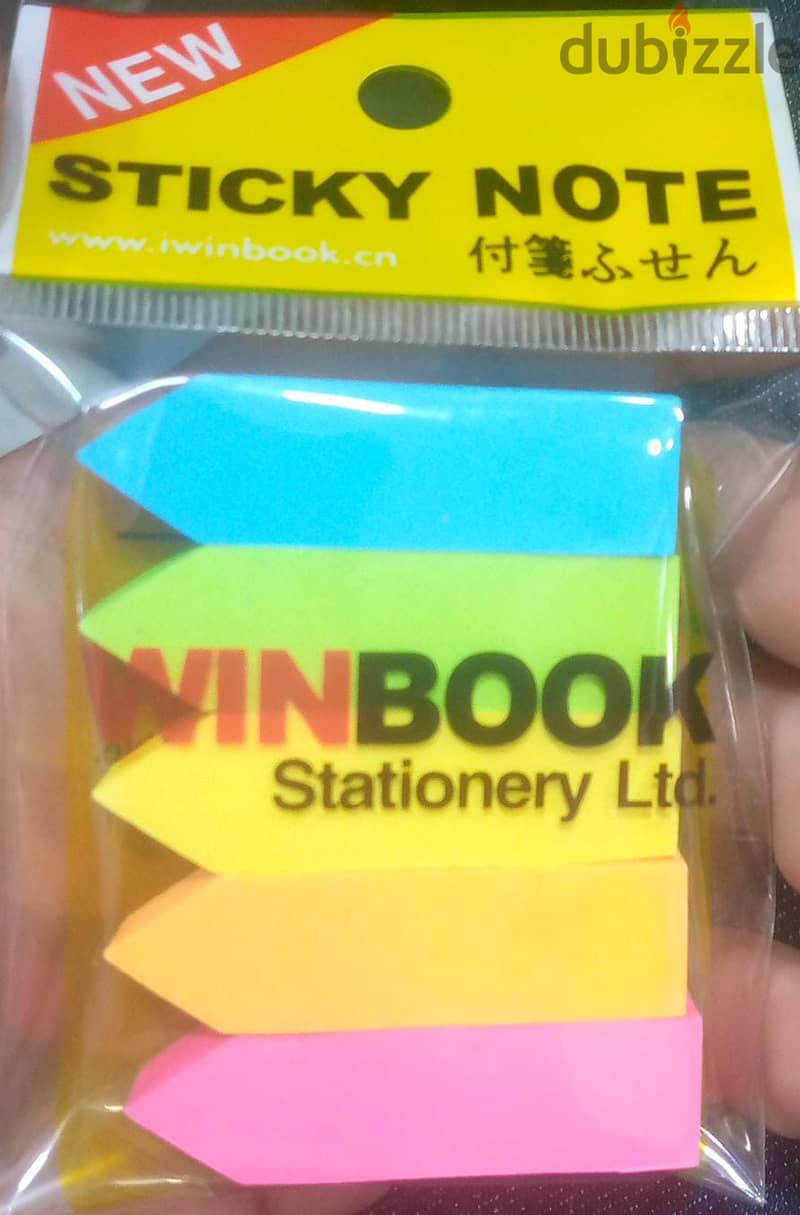 dubizzle
NEW
STICKY NOTE
www.iwinbook.cn
付箋ふせん
WINBOOK
Stationery Ltd.